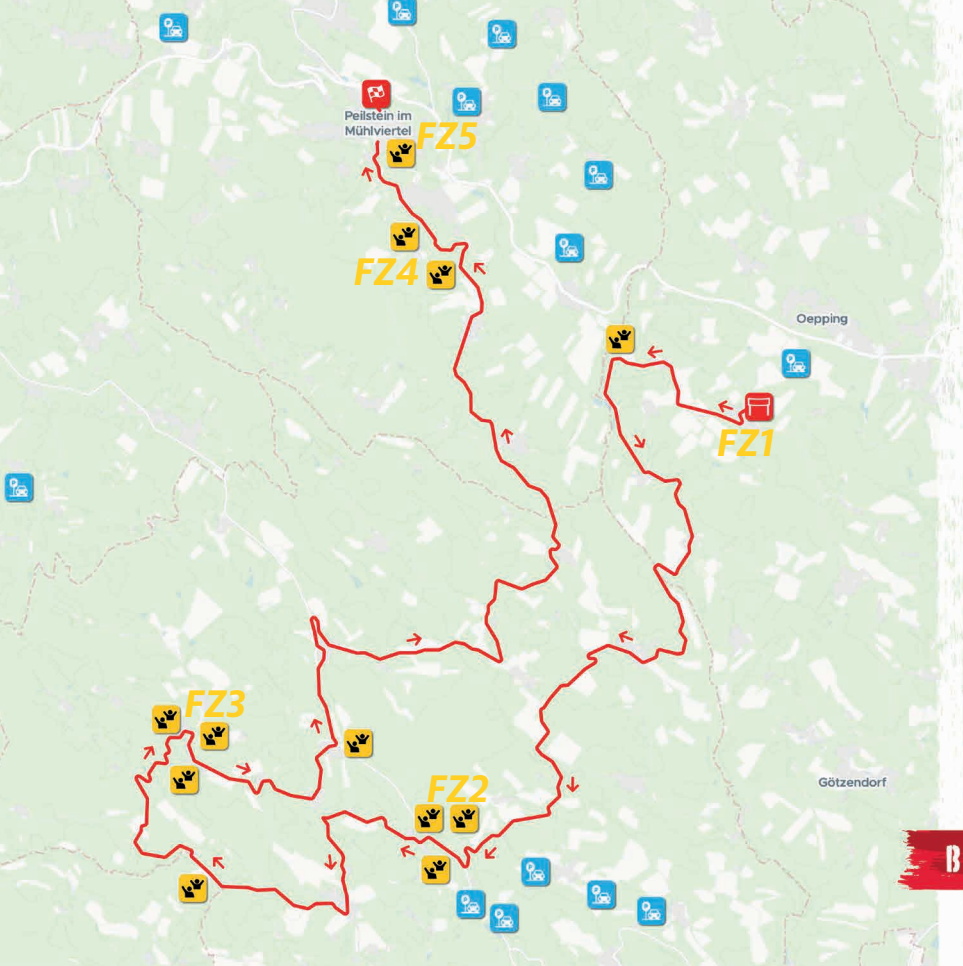 Peilstein im
Mühlviertel
FZ5
FZ4
Oepping
FZ1
FZ3
FZ2
Götzendorf
B